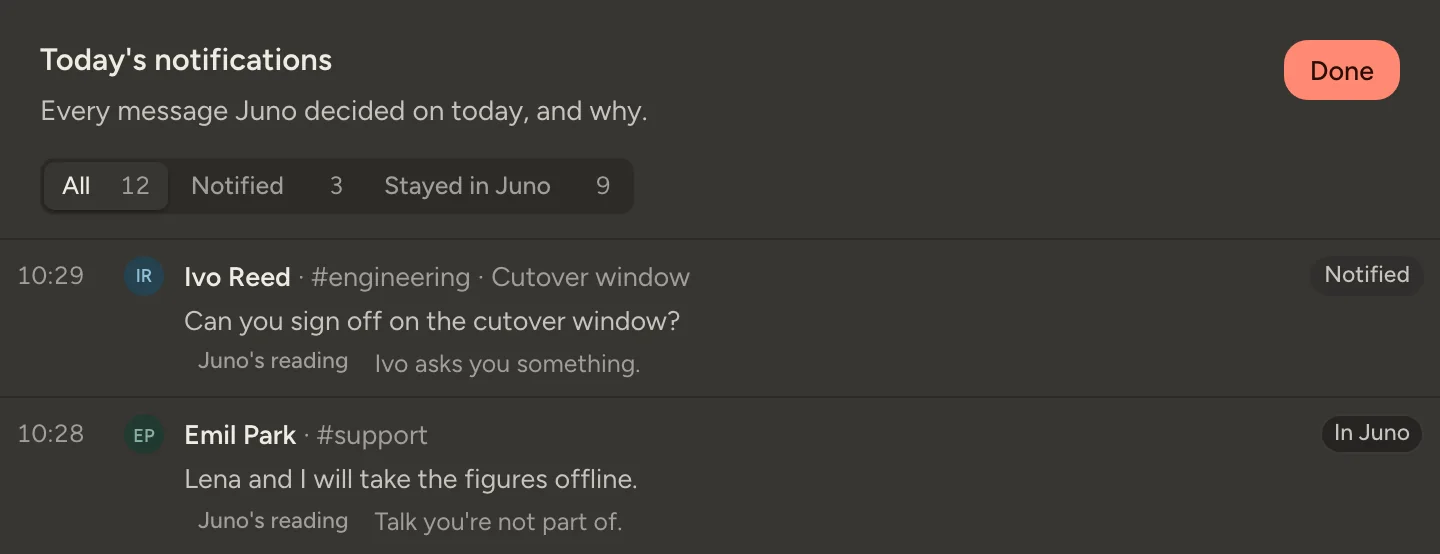 Today's notifications
Done
Every message Juno decided on today, and why.
All 12 Notified 3 Stayed in Juno 9
10:29 IR Ivo Reed · #engineering · Cutover window Notified
Can you sign off on the cutover window?
Juno's reading Ivo asks you something.
10:28 EP Emil Park · #support In Juno
Lena and I will take the figures offline.
Juno's reading Talk you're not part of.